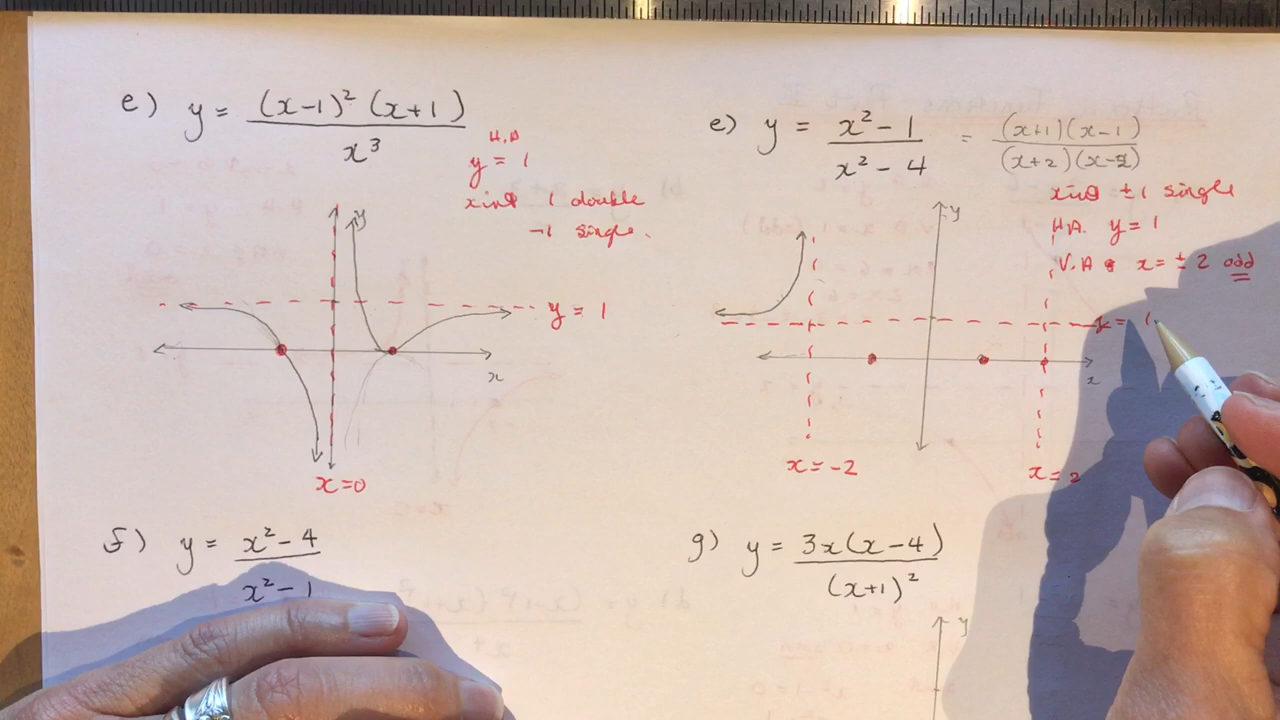 e) y = (x-1)² (x+1) / x³
H.A
y = 1
x int 1 double
-1 single.
y
y = 1
x
x=0
e) y = x² - 1 / x² - 4 = (x+1)(x-1) / (x+2)(x-2)
x int ±1 single
H.A. y = 1
V.A x = ± 2 odd
y
y = 1
x
x = -2
x = 2
f) y = x² - 4 / x² - 1
g) y = 3x(x-4) / (x+1)²
y